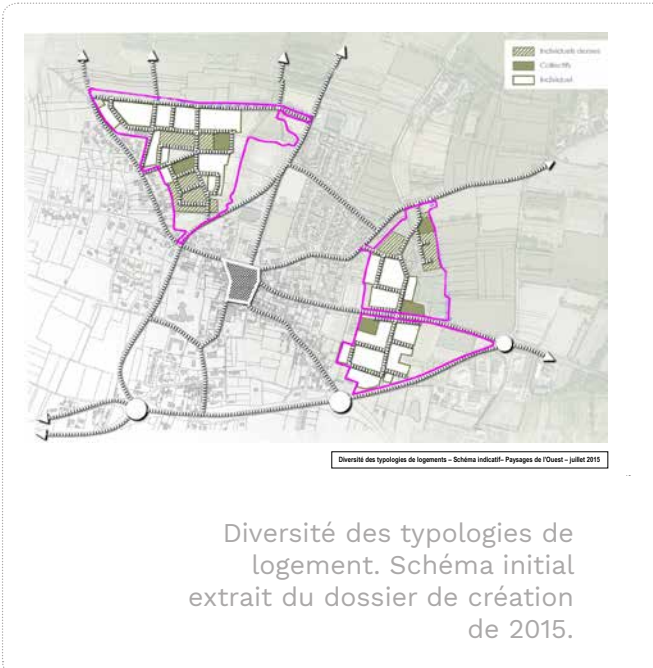 Individuels denses
Collectifs
Individuel
Diversité des typologies de logements – Schéma indicatif– Paysages de l'Ouest – juillet 2015
Diversité des typologies de
logement. Schéma initial
extrait du dossier de création
de 2015.